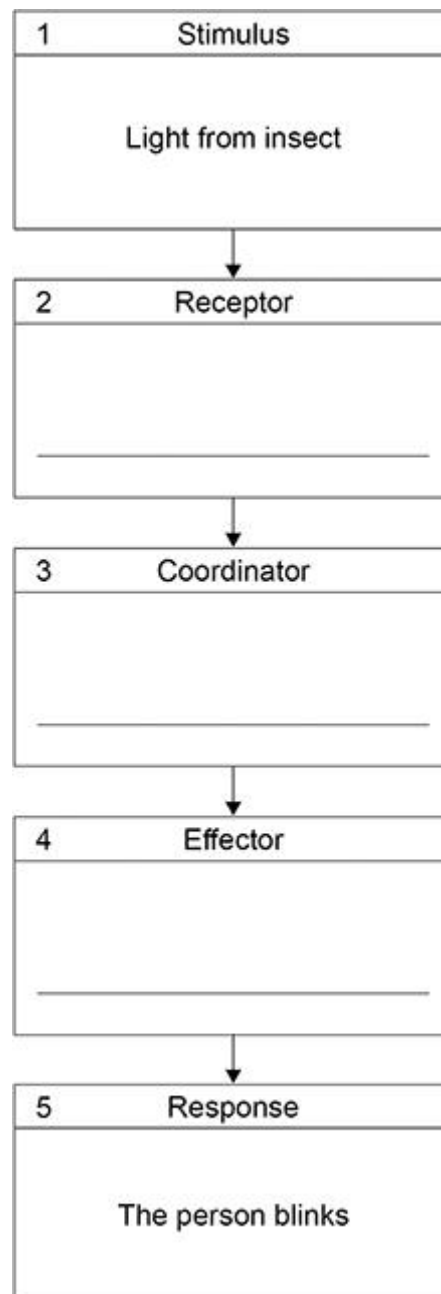 1 Stimulus
Light from insect
2 Receptor
3 Coordinator
4 Effector
5 Response
The person blinks